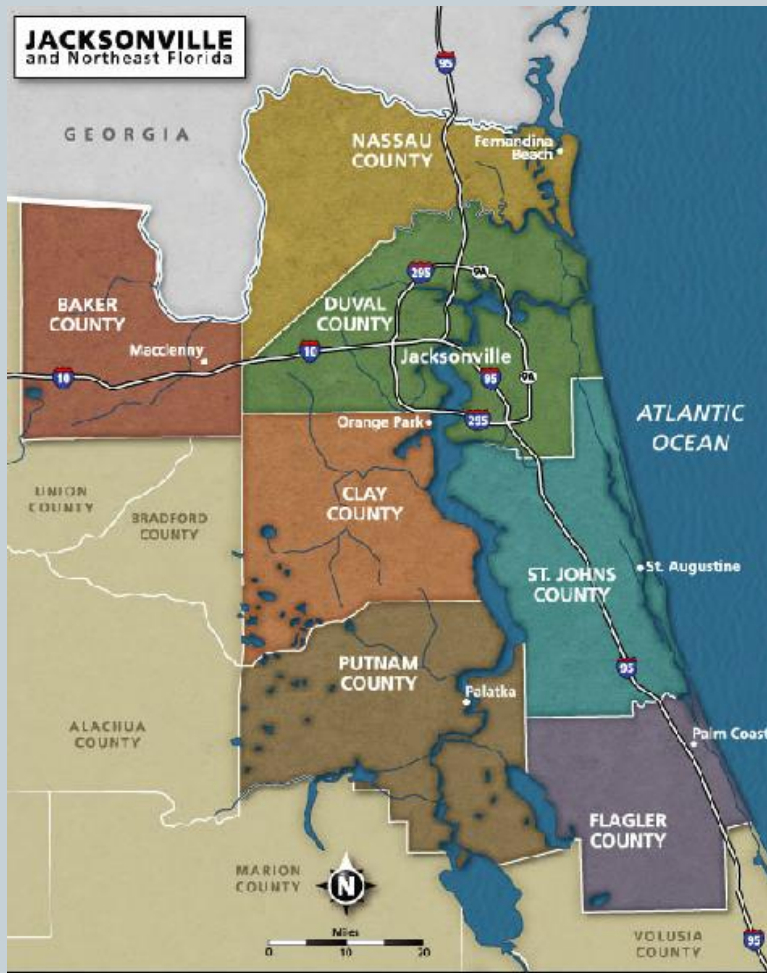 JACKSONVILLE
and Northeast Florida
95
GEORGIA
NASSAU
COUNTY
Fernandina
Beach
295
9A
BAKER
COUNTY
DUVAL
COUNTY
Macclenny
10
10
Jacksonville
95
9A
Orange Park
295
ATLANTIC
OCEAN
UNION
COUNTY
BRADFORD
COUNTY
CLAY
COUNTY
ST. JOHNS
COUNTY
St. Augustine
PUTNAM
COUNTY
95
Palatka
ALACHUA
COUNTY
Palm Coast
FLAGLER
COUNTY
MARION
COUNTY
N
Miles
0 10 20
VOLUSIA
COUNTY
95